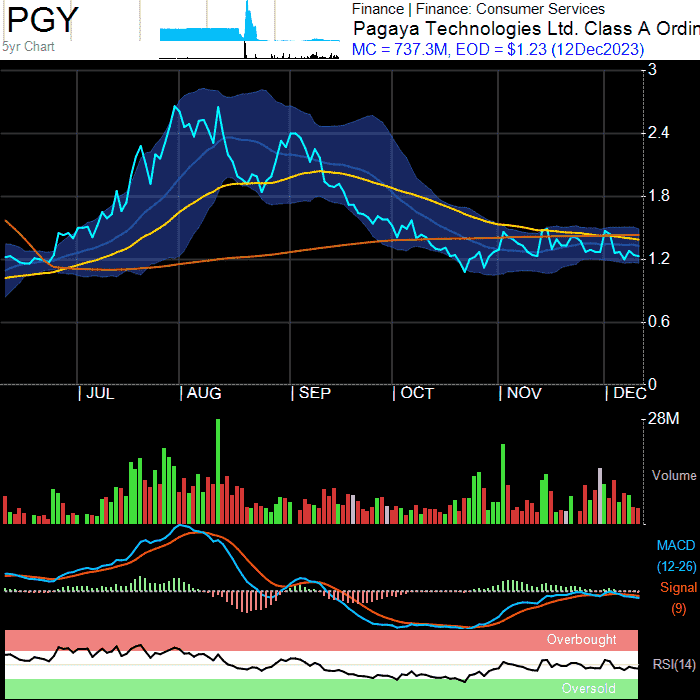 PGY
5yr Chart
Finance | Finance: Consumer Services
Pagaya Technologies Ltd. Class A Ordin
MC = 737.3M, EOD = $1.23 (12Dec2023)
3
2.4
1.8
1.2
0.6
0
JUL
AUG
SEP
OCT
NOV
DEC
28M
Volume
MACD
(12-26)
Signal
(9)
Overbought
RSI(14)
Oversold